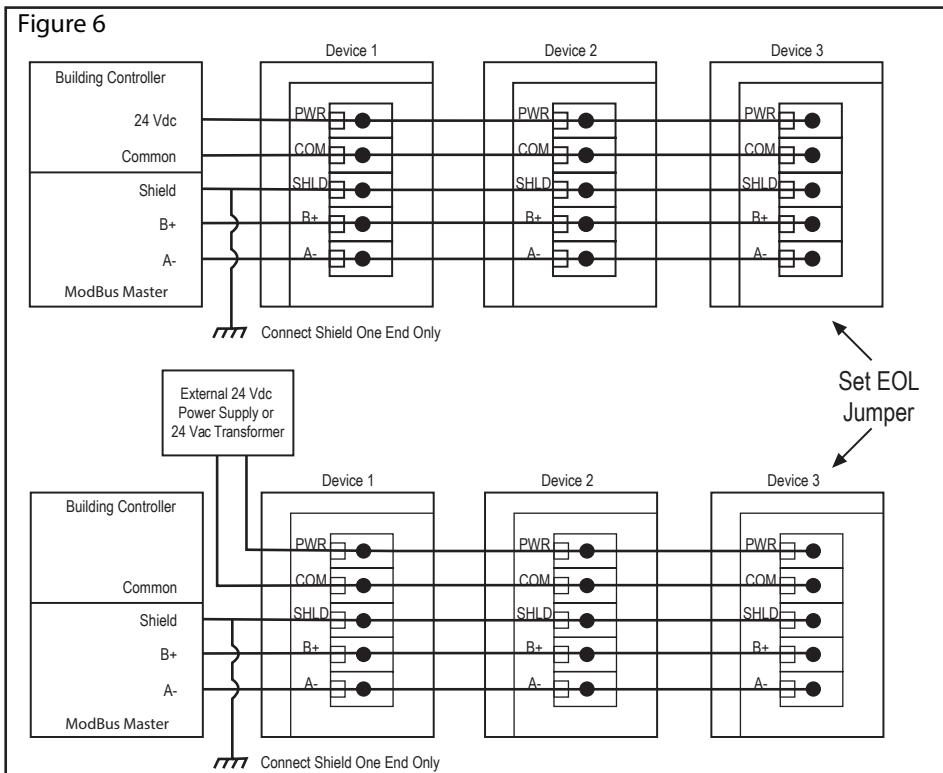 Figure 6
Device 1
Device 2
Device 3
Building Controller
24 Vdc
Common
Shield
B+
A-
ModBus Master
PWR
COM
SHLD
B+
A-
PWR
COM
SHLD
B+
A-
PWR
COM
SHLD
B+
A-
Connect Shield One End Only
Set EOL
Jumper
External 24 Vdc
Power Supply or
24 Vac Transformer
Device 1
Device 2
Device 3
Building Controller
Common
Shield
B+
A-
ModBus Master
PWR
COM
SHLD
B+
A-
PWR
COM
SHLD
B+
A-
PWR
COM
SHLD
B+
A-
Connect Shield One End Only